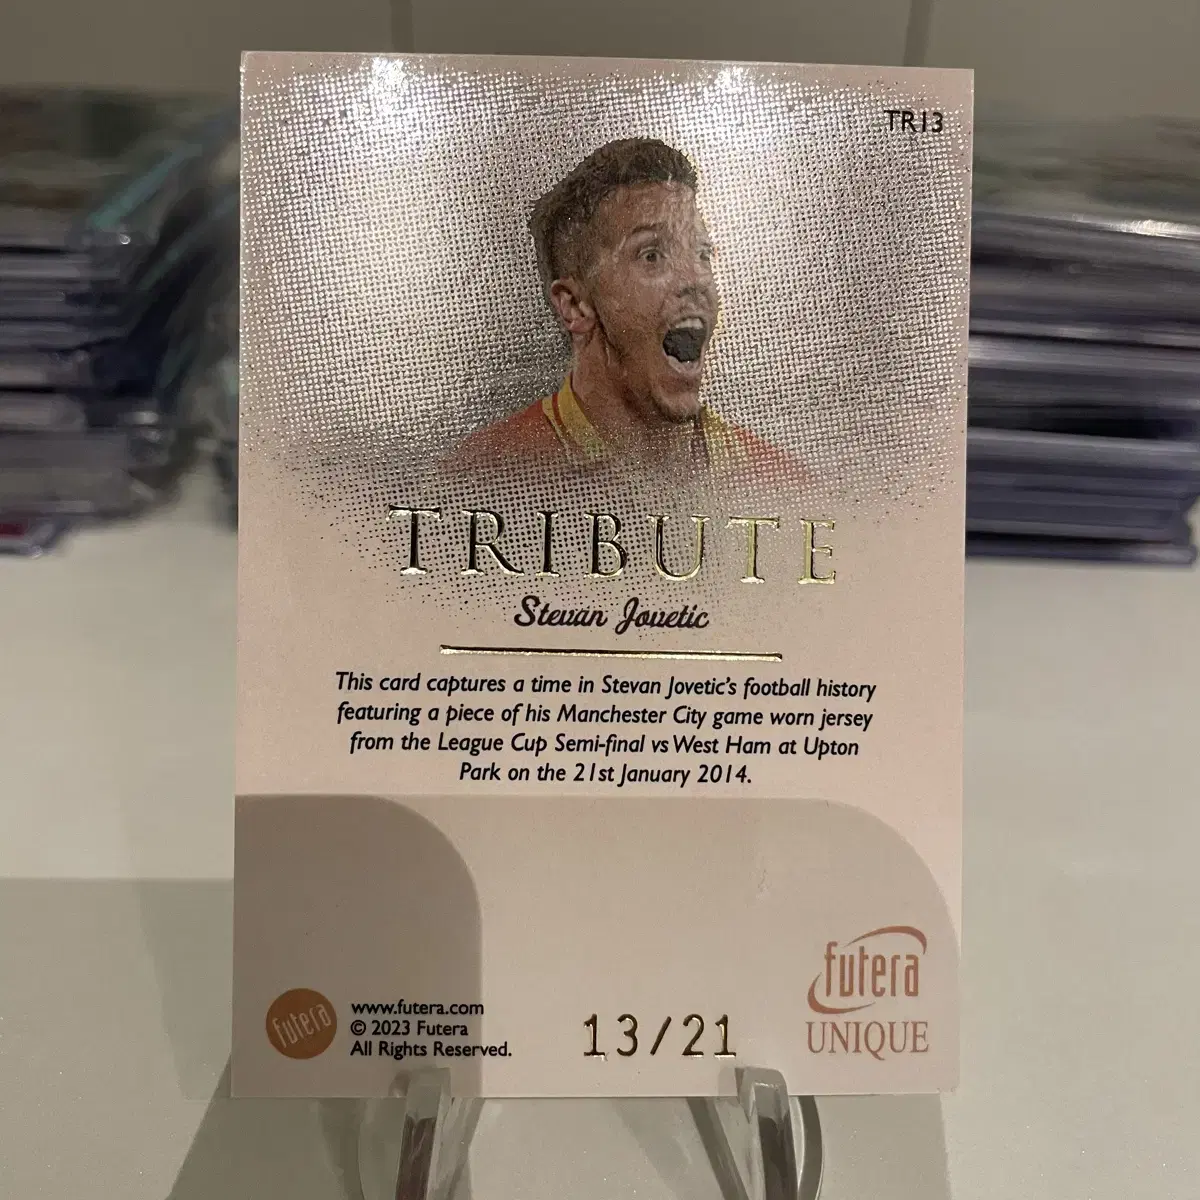 TR13
TRIBUTE
Stevan Jovetic
This card captures a time in Stevan Jovetic's football history
featuring a piece of his Manchester City game worn jersey
from the League Cup Semi-final vs West Ham at Upton
Park on the 21st January 2014.
futera
www.futera.com
© 2023 Futera
All Rights Reserved.
13/21
futera
UNIQUE